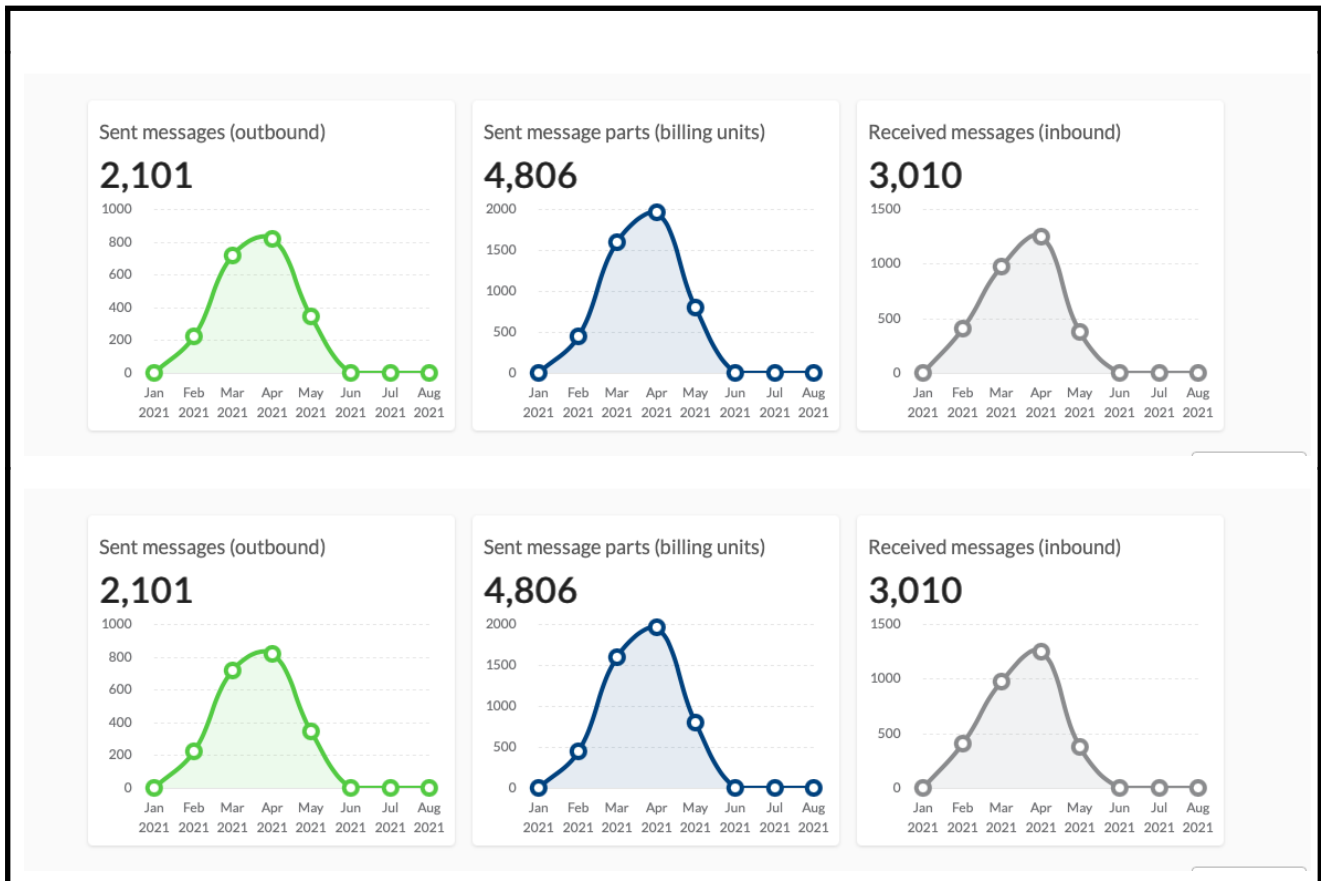 Sent messages (outbound) Sent message parts (billing units) Received messages (inbound)
2,101 4,806 3,010
1000 2000 1500
800 1500 1000
600 1000 500
400 500 0
200 0
0
Jan Feb Mar Apr May Jun Jul Aug Jan Feb Mar Apr May Jun Jul Aug Jan Feb Mar Apr May Jun Jul Aug
2021 2021 2021 2021 2021 2021 2021 2021 2021 2021 2021 2021 2021 2021 2021 2021 2021 2021 2021 2021 2021 2021 2021 2021
Sent messages (outbound) Sent message parts (billing units) Received messages (inbound)
2,101 4,806 3,010
1000 2000 1500
800 1500 1000
600 1000 500
400 500 0
200 0
0
Jan Feb Mar Apr May Jun Jul Aug Jan Feb Mar Apr May Jun Jul Aug Jan Feb Mar Apr May Jun Jul Aug
2021 2021 2021 2021 2021 2021 2021 2021 2021 2021 2021 2021 2021 2021 2021 2021 2021 2021 2021 2021 2021 2021 2021 2021